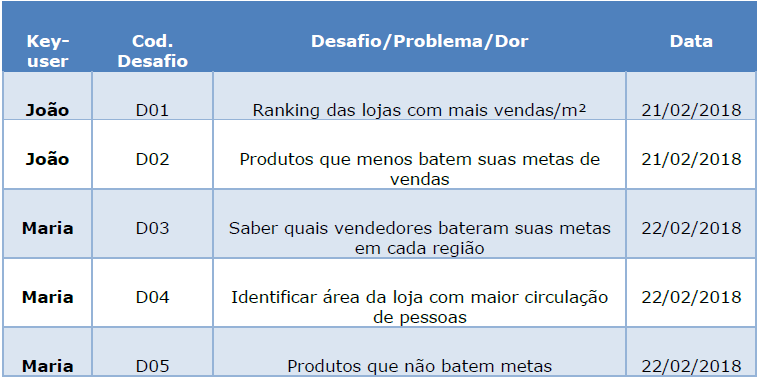 Key-user Cod. Desafio Desafio/Problema/Dor Data
João D01 Ranking das lojas com mais vendas/m² 21/02/2018
João D02 Produtos que menos batem suas metas de vendas 21/02/2018
Maria D03 Saber quais vendedores bateram suas metas em cada região 22/02/2018
Maria D04 Identificar área da loja com maior circulação de pessoas 22/02/2018
Maria D05 Produtos que não batem metas 22/02/2018